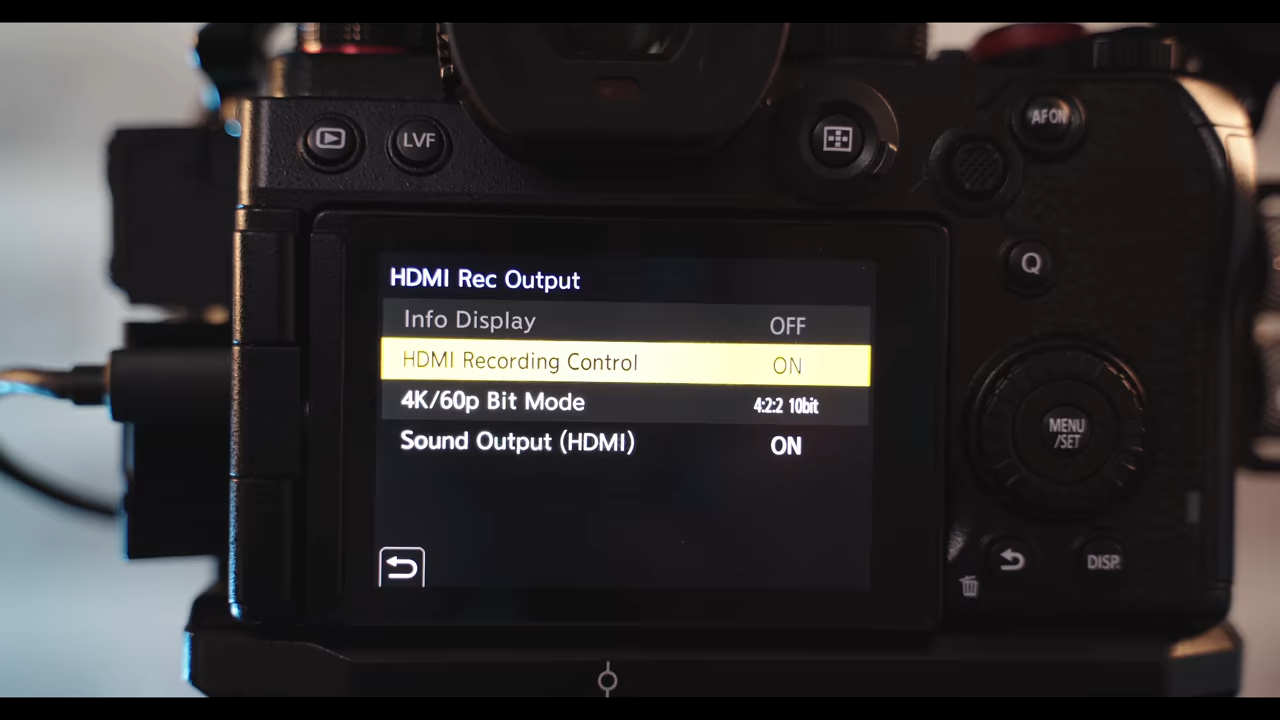 LVF
AF ON
Q
HDMI Rec Output
Info Display OFF
HDMI Recording Control ON
4K/60p Bit Mode 4:2:2 10bit
Sound Output (HDMI) ON
MENU
/SET
DISP.